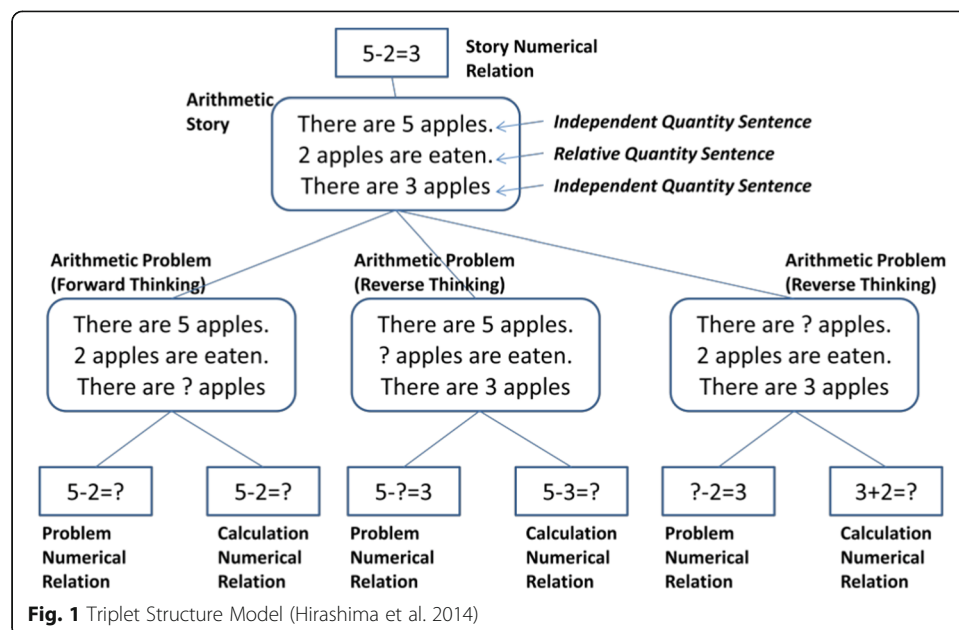 5-2=3
Story Numerical
Relation
Arithmetic
Story
There are 5 apples.
2 apples are eaten.
There are 3 apples
Independent Quantity Sentence
Relative Quantity Sentence
Independent Quantity Sentence
Arithmetic Problem
(Forward Thinking)
There are 5 apples.
2 apples are eaten.
There are ? apples
Arithmetic Problem
(Reverse Thinking)
There are 5 apples.
? apples are eaten.
There are 3 apples
Arithmetic Problem
(Reverse Thinking)
There are ? apples.
2 apples are eaten.
There are 3 apples
5-2=?
Problem
Numerical
Relation
5-2=?
Calculation
Numerical
Relation
5-?=3
Problem
Numerical
Relation
5-3=?
Calculation
Numerical
Relation
?-2=3
Problem
Numerical
Relation
3+2=?
Calculation
Numerical
Relation
Fig. 1 Triplet Structure Model (Hirashima et al. 2014)